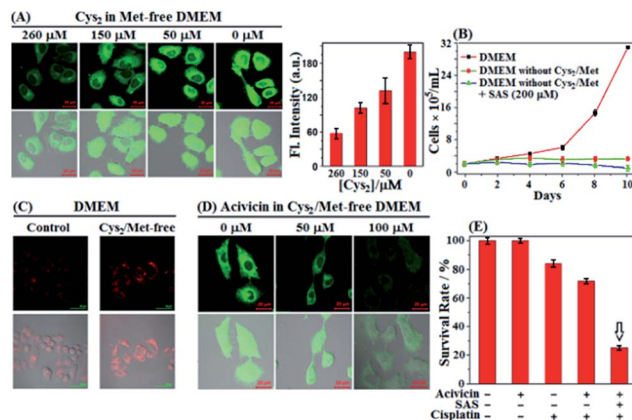 (A) Cys2 in Met-free DMEM
260 μM 150 μM 50 μM 0 μM
Fl. Intensity (a.u.)
180
120
60
0
260 150 50 0
[Cys2]/μM
(B)
Cells × 10^5/mL
30
20
10
0
DMEM
DMEM without Cys2/Met
DMEM without Cys2/Met
+ SAS (200 μM)
0 2 4 6 8 10
Days
(C) DMEM
Control Cys2/Met-free
(D) Acivicin in Cys2/Met-free DMEM
0 μM 50 μM 100 μM
(E)
Survival Rate / %
100
80
60
40
20
0
Acivicin – + – + +
SAS – – – – +
Cisplatin – – + + +